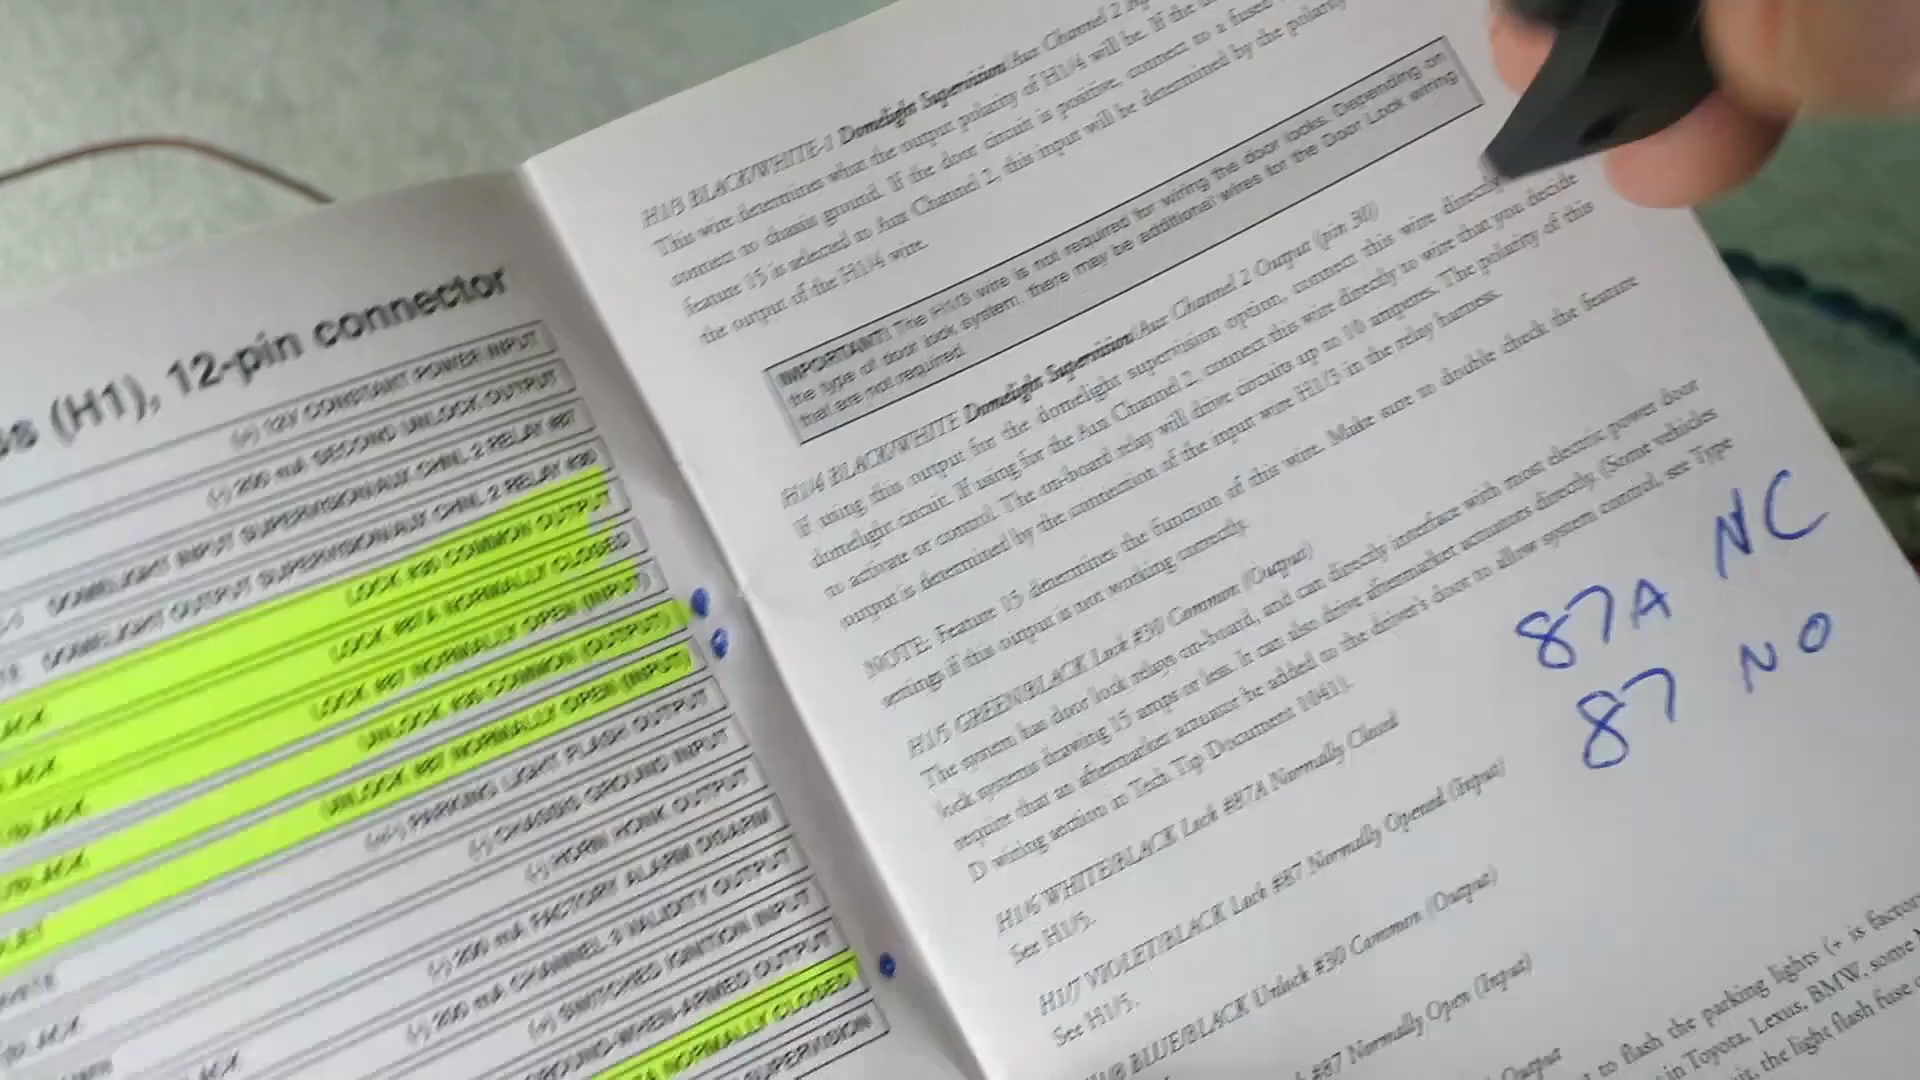 (H1), 12-pin connector
(+) 12V CONSTANT POWER INPUT
(-) 200 mA SECOND UNLOCK OUTPUT
DOMELIGHT INPUT SUPERVISION/AUX CHNL 2 RELAY #87
DOMELIGHT OUTPUT SUPERVISION/AUX CHNL 2 RELAY #30
LOCK #30 COMMON OUTPUT
LOCK #87A NORMALLY CLOSED
LOCK #87 NORMALLY OPEN (INPUT)
UNLOCK #30 COMMON (OUTPUT)
UNLOCK #87 NORMALLY OPEN (INPUT)
PARKING LIGHT FLASH OUTPUT
(-) CHASSIS GROUND INPUT
(-) HORN HONK OUTPUT
(-) 200 mA FACTORY ALARM DISARM
(-) 200 mA CHANNEL 3 VALIDITY OUTPUT
(+) SWITCHED IGNITION INPUT
GROUND-WHEN-ARMED OUTPUT
NORMALLY CLOSED
SUPERVISION
H1/3 BLACK/WHITE-1 Domelight Supervision/Aux Channel 2
This wire determines what the output polarity of H1/4 will be. If the
connect to chassis ground. If the door circuit is positive, connect to a fused
feature 15 is selected to Aux Channel 2, this input will be determined by the polarity
the output of the H1/4 wire.
IMPORTANT! The H1/3 wire is not required for wiring the door locks. Depending on
the type of door lock system, there may be additional wires for the Door Lock wiring
that are not required.
H1/4 BLACK/WHITE Domelight Supervision/Aux Channel 2 Output (pin 30)
If using this output for the domelight supervision option, connect this wire directly
domelight circuit. If using for the Aux Channel 2, connect this wire directly to wire that you decide
to activate or control. The on-board relay will drive circuits up to 10 amperes. The polarity of this
output is determined by the connection of the input wire H1/3 in the relay harness.
NOTE: Feature 15 determines the function of this wire. Make sure to double check the feature
settings if this output is not working correctly.
H1/5 GREEN/BLACK Lock #30 Common (Output)
The system has door lock relays on-board, and can directly interface with most electric power door
lock systems drawing 15 amps or less. It can also drive aftermarket actuators directly. (Some vehicles
require that an aftermarket actuator be added to the driver's door to allow system control, see Type
D wiring section in Tech Tip Document 1041).
H1/6 WHITE/BLACK Lock #87A Normally Closed
See H1/5.
H1/7 VIOLET/BLACK Lock #87 Normally Opened (Input)
See H1/5.
BLUE/BLACK Unlock #30 Common (Output)
#87 Normally Open (Input)
Output
to flash the parking lights (+ is factory
in Toyota, Lexus, BMW, some
the light flash fuse
87A NC
87 NO